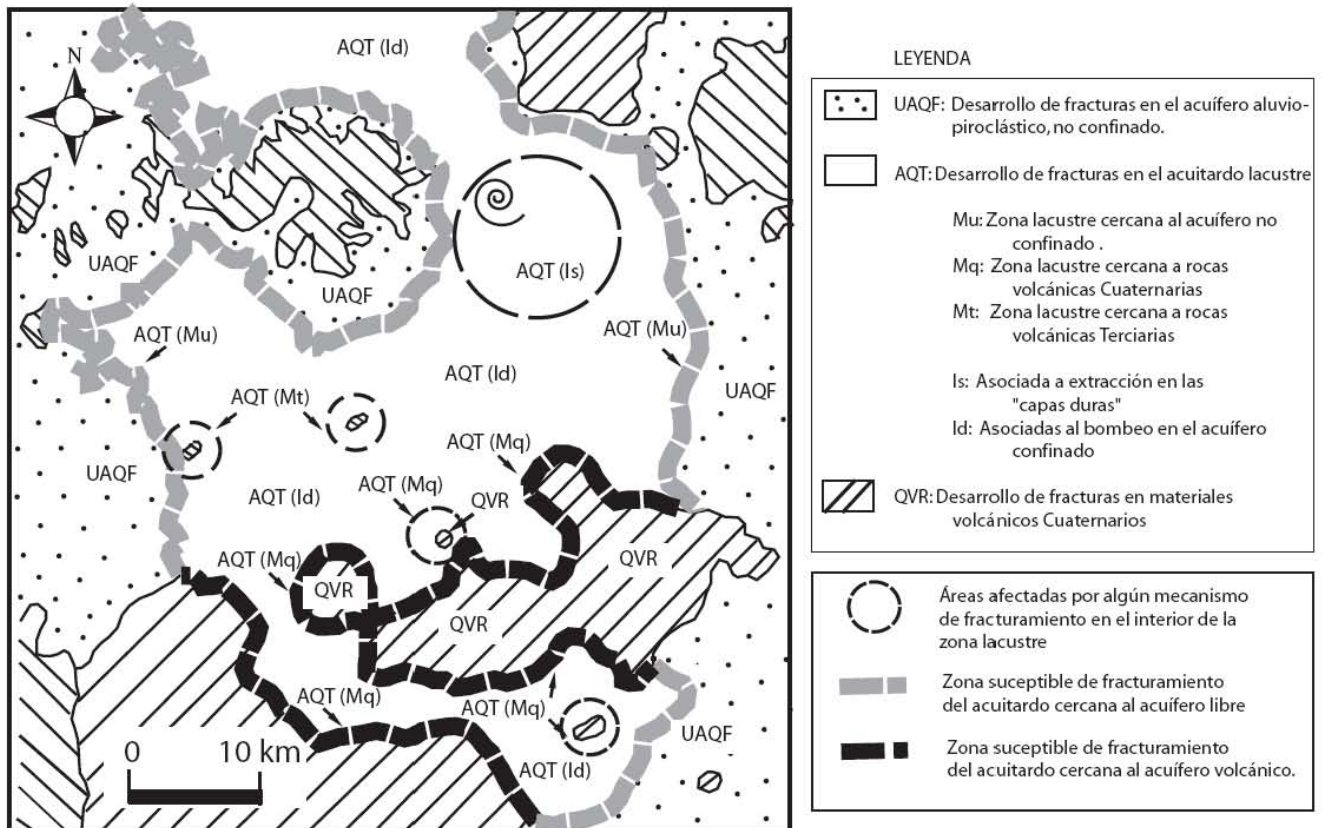 AQT (Id)
N
AQT (Is)
UAQF
UAQF
AQT (Mu)
AQT (Mu)
AQT (Id)
UAQF
AQT (Mt)
AQT (Mq)
UAQF
AQT (Id)
AQT (Mq)
QVR
AQT (Mq)
QVR
QVR
QVR
AQT (Mq)
AQT (Mq)
UAQF
AQT (Id)
0 10 km
LEYENDA
UAQF: Desarrollo de fracturas en el acuífero aluvio-
piroclástico, no confinado.
AQT: Desarrollo de fracturas en el acuitardo lacustre
Mu: Zona lacustre cercana al acuífero no
confinado .
Mq: Zona lacustre cercana a rocas
volcánicas Cuaternarias
Mt: Zona lacustre cercana a rocas
volcánicas Terciarias
Is: Asociada a extracción en las
"capas duras"
Id: Asociadas al bombeo en el acuífero
confinado
QVR: Desarrollo de fracturas en materiales
volcánicos Cuaternarios
Áreas afectadas por algún mecanismo
de fracturamiento en el interior de la
zona lacustre
Zona suceptible de fracturamiento
del acuitardo cercana al acuífero libre
Zona suceptible de fracturamiento
del acuitardo cercana al acuífero volcánico.